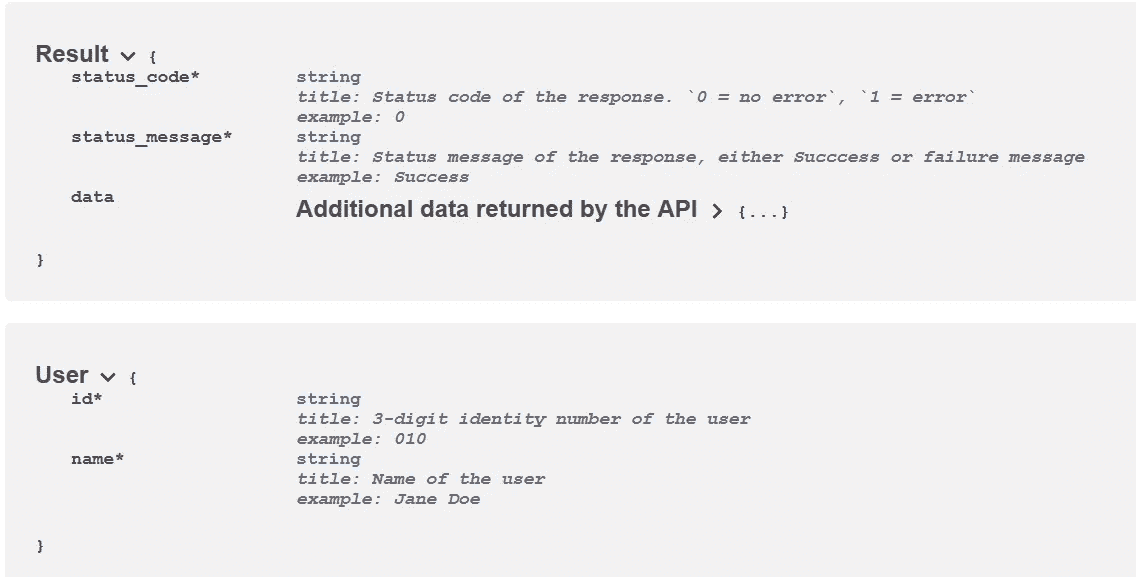 Result {
status_code* string
title: Status code of the response. `0 = no error`, `1 = error`
example: 0
status_message* string
title: Status message of the response, either Succcess or failure message
example: Success
data Additional data returned by the API {...}
}
User {
id* string
title: 3-digit identity number of the user
example: 010
name* string
title: Name of the user
example: Jane Doe
}